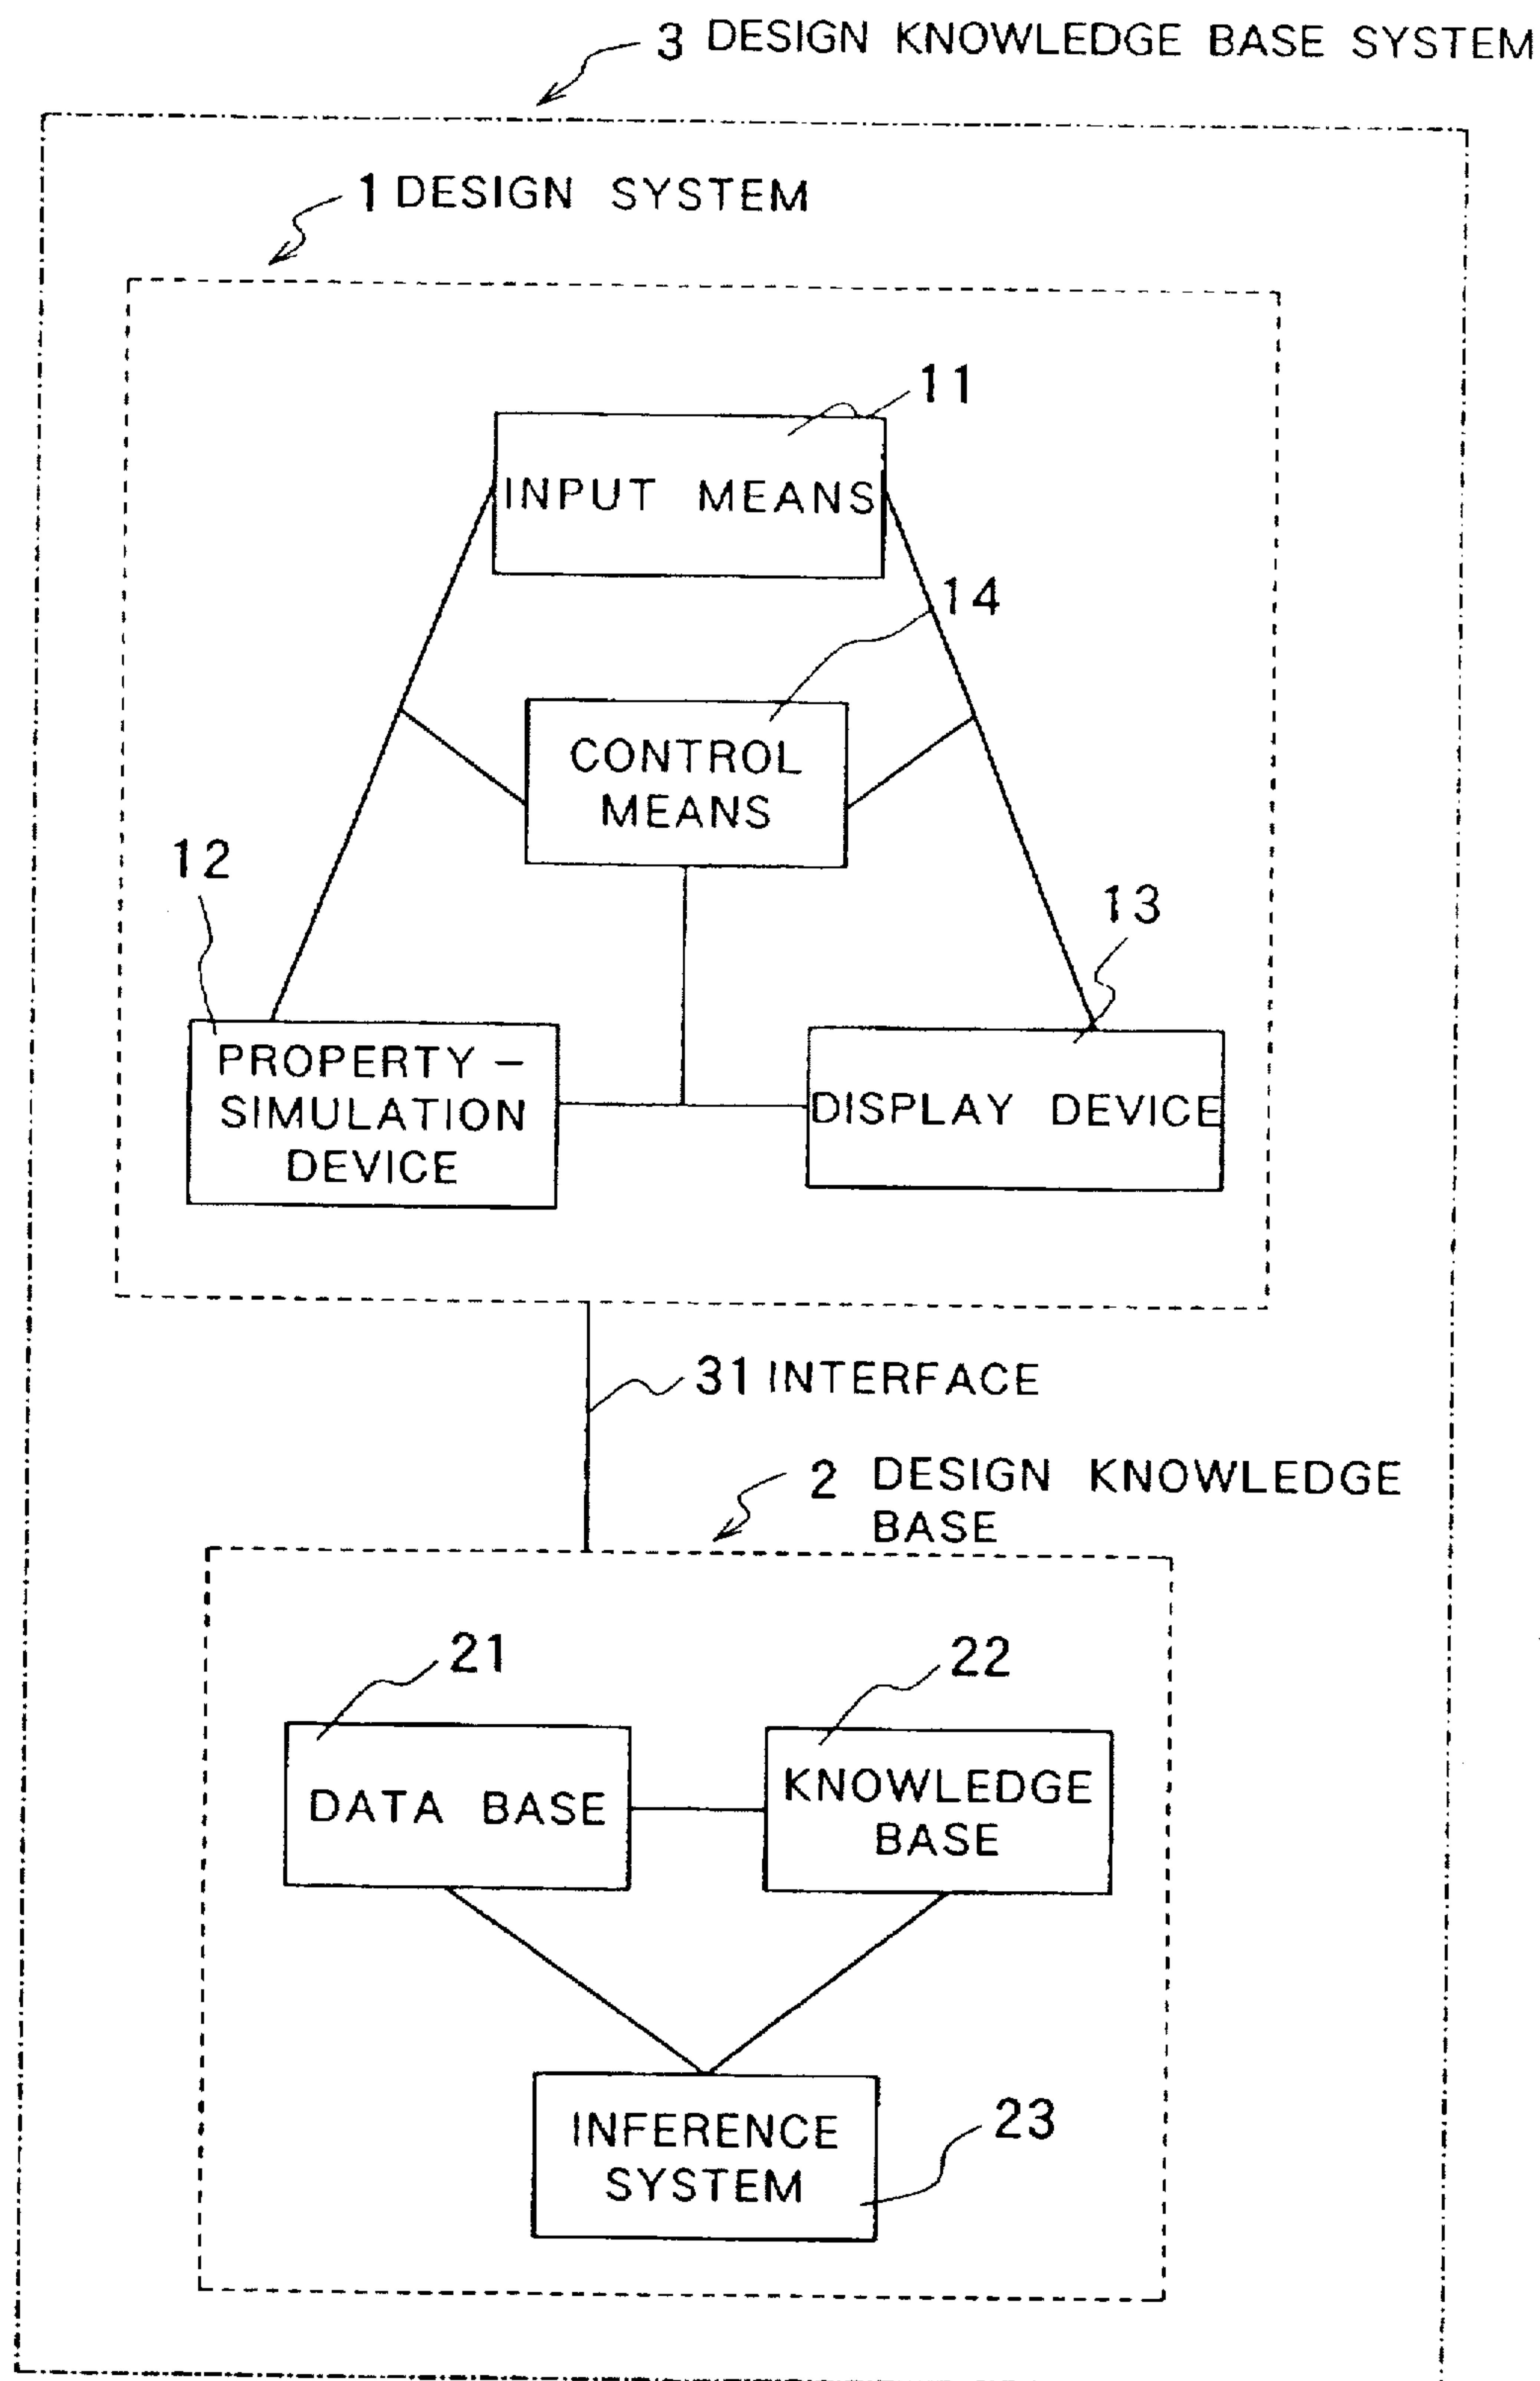 3 DESIGN KNOWLEDGE BASE SYSTEM
1 DESIGN SYSTEM
11
INPUT MEANS
14
CONTROL
MEANS
12
13
PROPERTY-
SIMULATION
DEVICE
DISPLAY DEVICE
31 INTERFACE
2 DESIGN KNOWLEDGE
BASE
21
22
DATA BASE
KNOWLEDGE
BASE
INFERENCE
SYSTEM
23